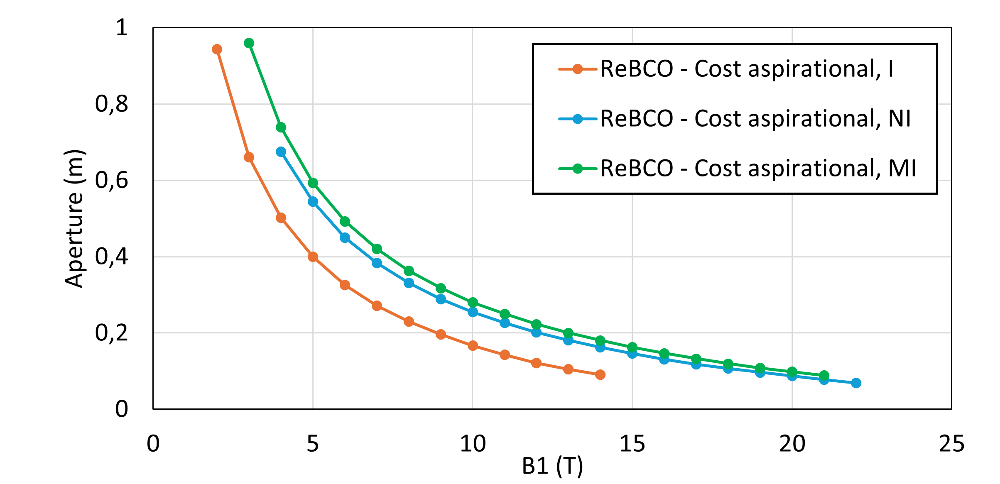 1
0,8
0,6
0,4
0,2
0
Aperture (m)
ReBCO - Cost aspirational, I
ReBCO - Cost aspirational, NI
ReBCO - Cost aspirational, MI
0 5 10 15 20 25
B1 (T)